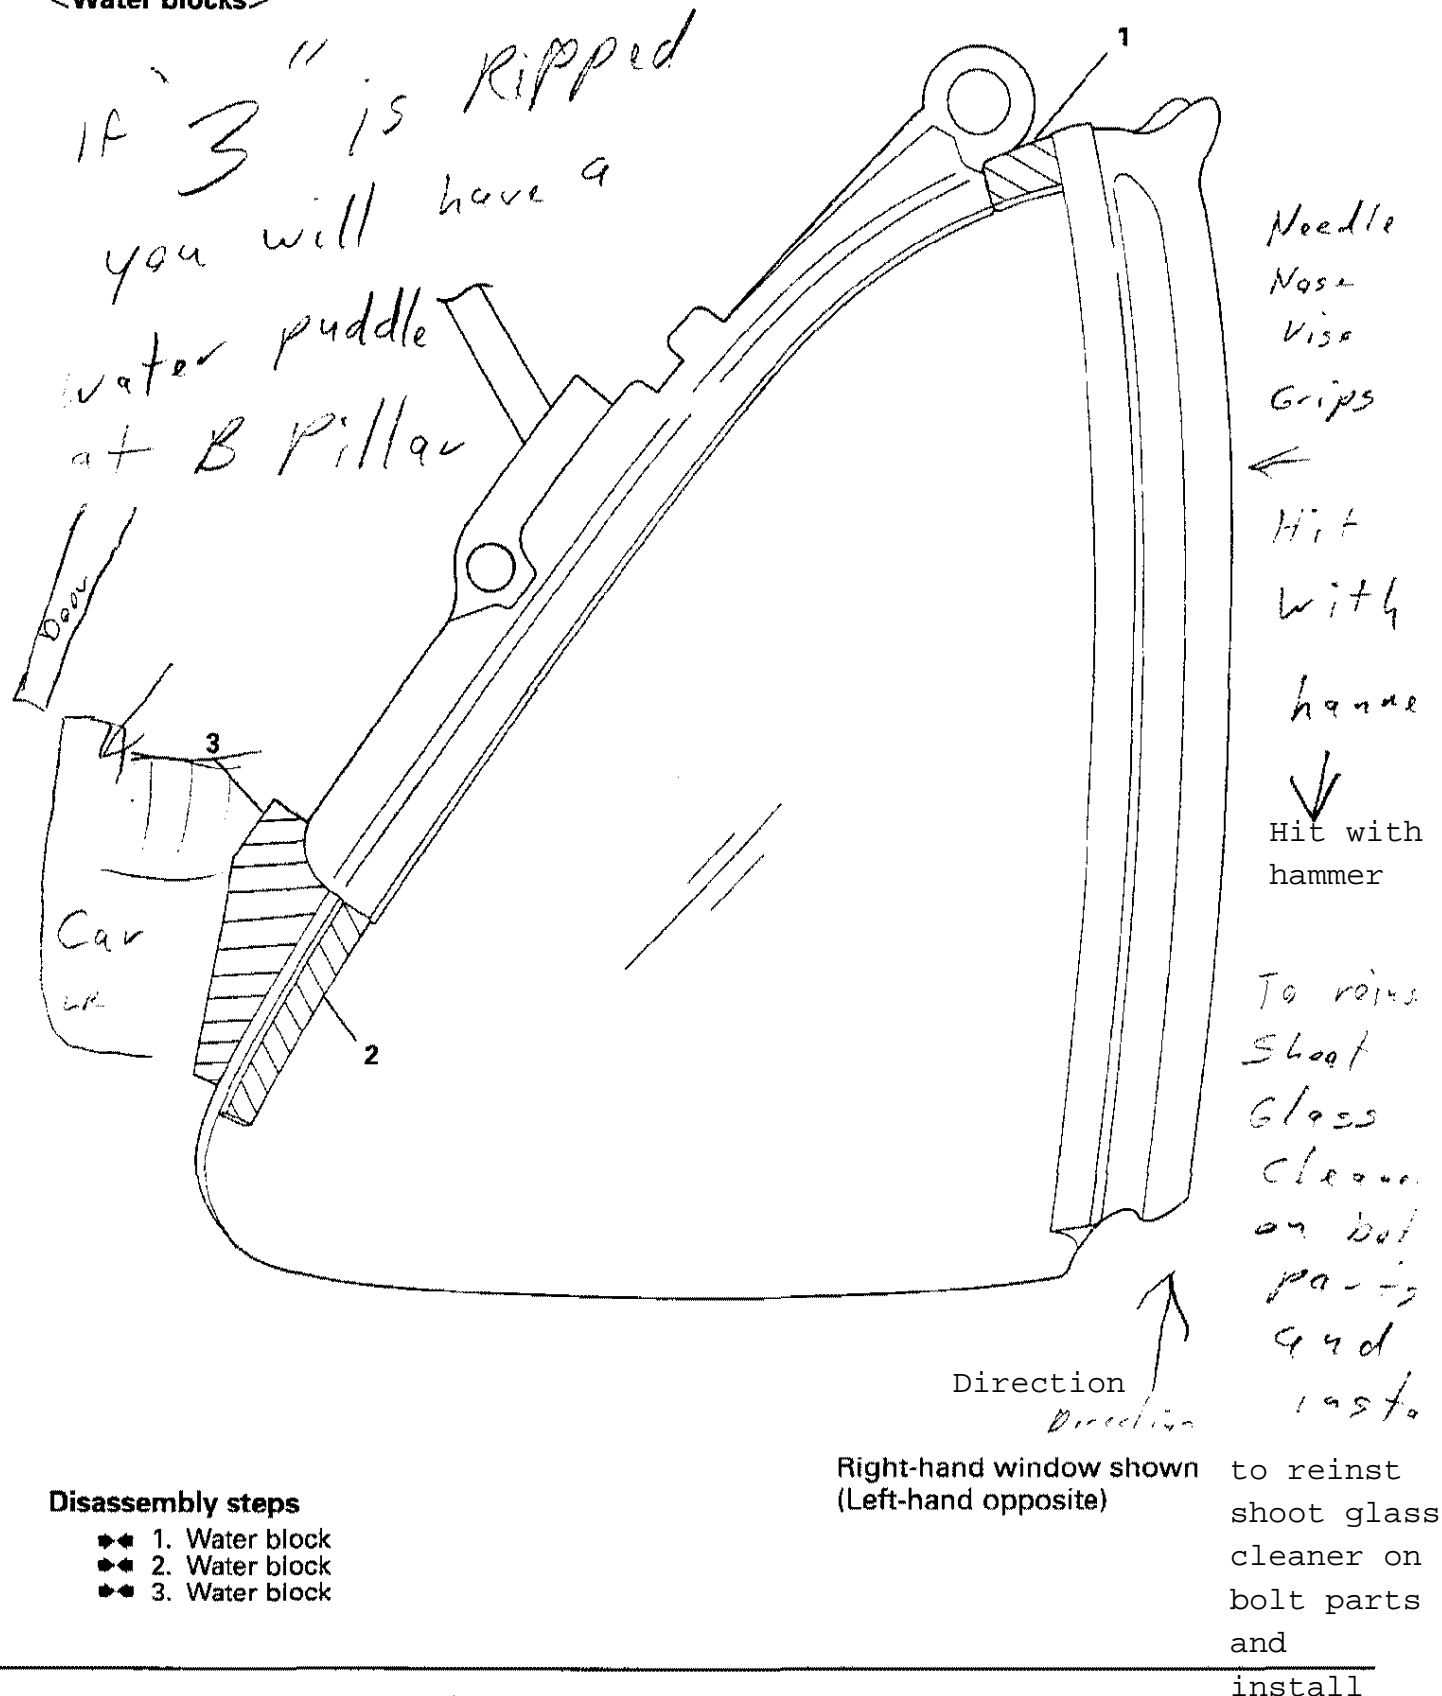 <Water blocks>
If "3" is Ripped
you will have a
water puddle
at B Pillar
1
Needle
Nose
Vise
Grips
Hit
With
hamme
Hit with
hammer
Door
4
3
Car
2
To reins
Shoot
Glass
Cleane
on bot
parts
and
insta
Direction
Direction
Right-hand window shown
(Left-hand opposite)
to reinst
shoot glass
cleaner on
bolt parts
and
install
Disassembly steps
1. Water block
2. Water block
3. Water block